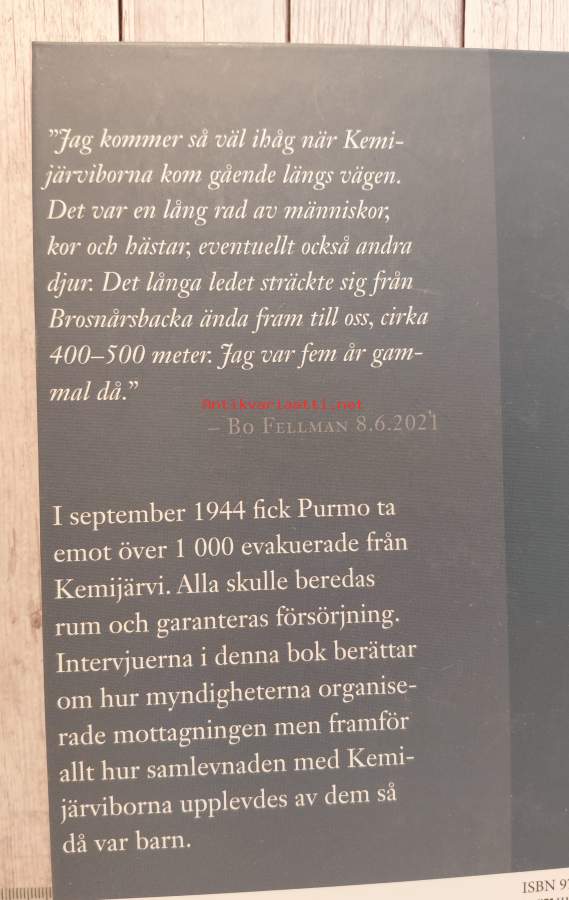 ”Jag kommer så väl ihåg när Kemi-
järviborna kom gående längs vägen.
Det var en lång rad av människor,
kor och hästar, eventuellt också andra
djur. Det långa ledet sträckte sig från
Brosnårsbacka ända fram till oss, cirka
400–500 meter. Jag var fem år gam-
mal då.”
Antikvariaatti.net
– Bo Fellman 8.6.2021
I september 1944 fick Purmo ta
emot över 1 000 evakuerade från
Kemijärvi. Alla skulle beredas
rum och garanteras försörjning.
Intervjuerna i denna bok berättar
om hur myndigheterna organise-
rade mottagningen men framför
allt hur samlevnaden med Kemi-
järviborna upplevdes av dem så
då var barn.
ISBN 97